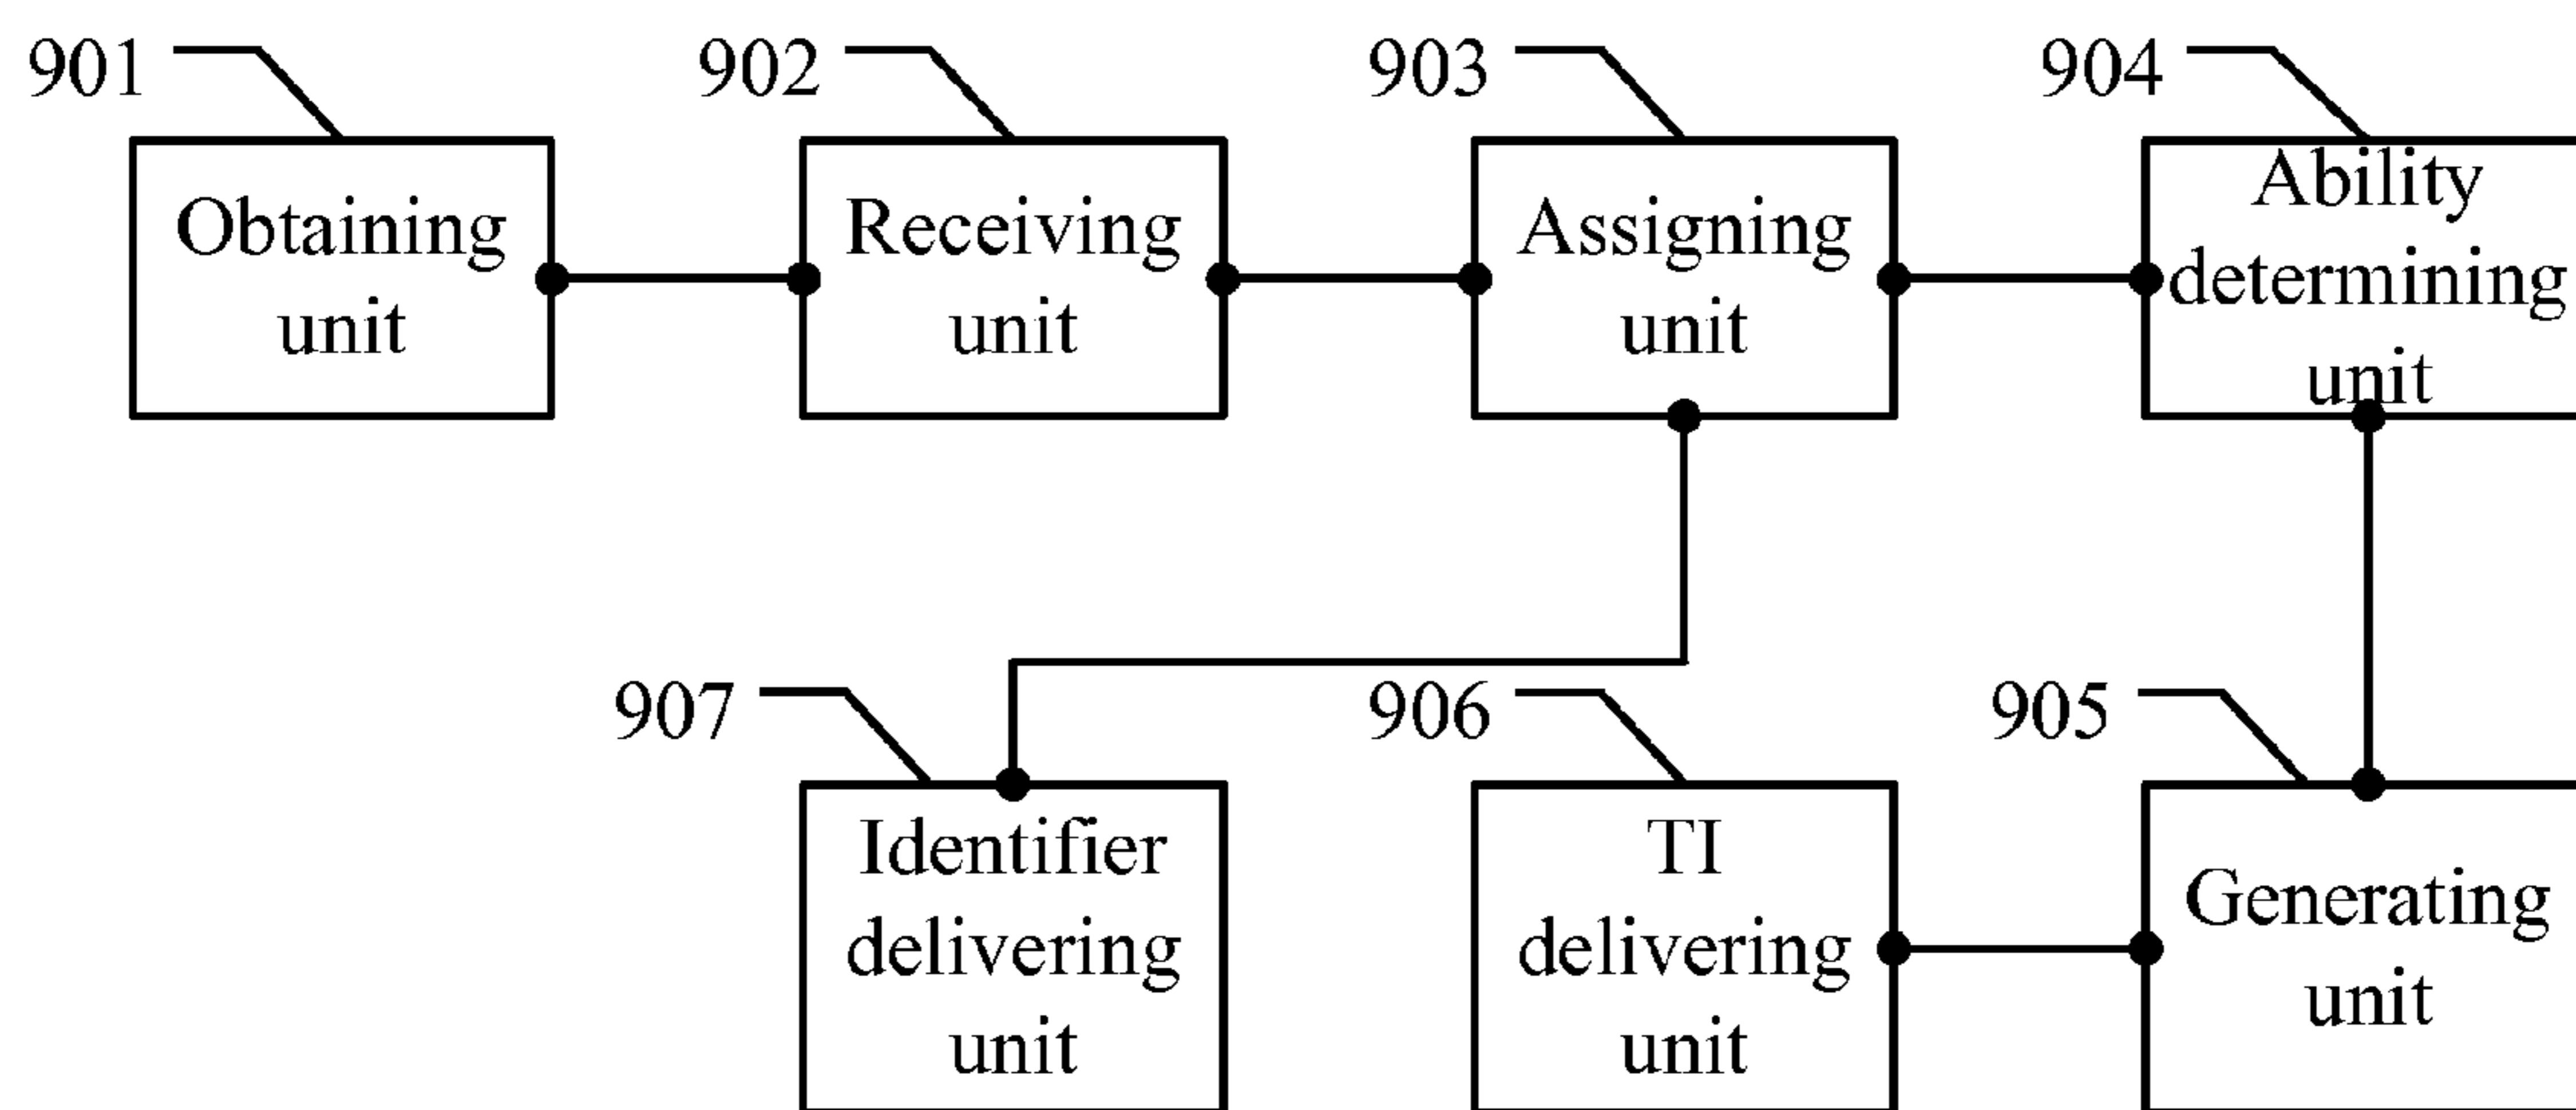 901
902
903
904
Obtaining
unit
Receiving
unit
Assigning
unit
Ability
determining
unit
907
906
905
Identifier
delivering
unit
TI
delivering
unit
Generating
unit